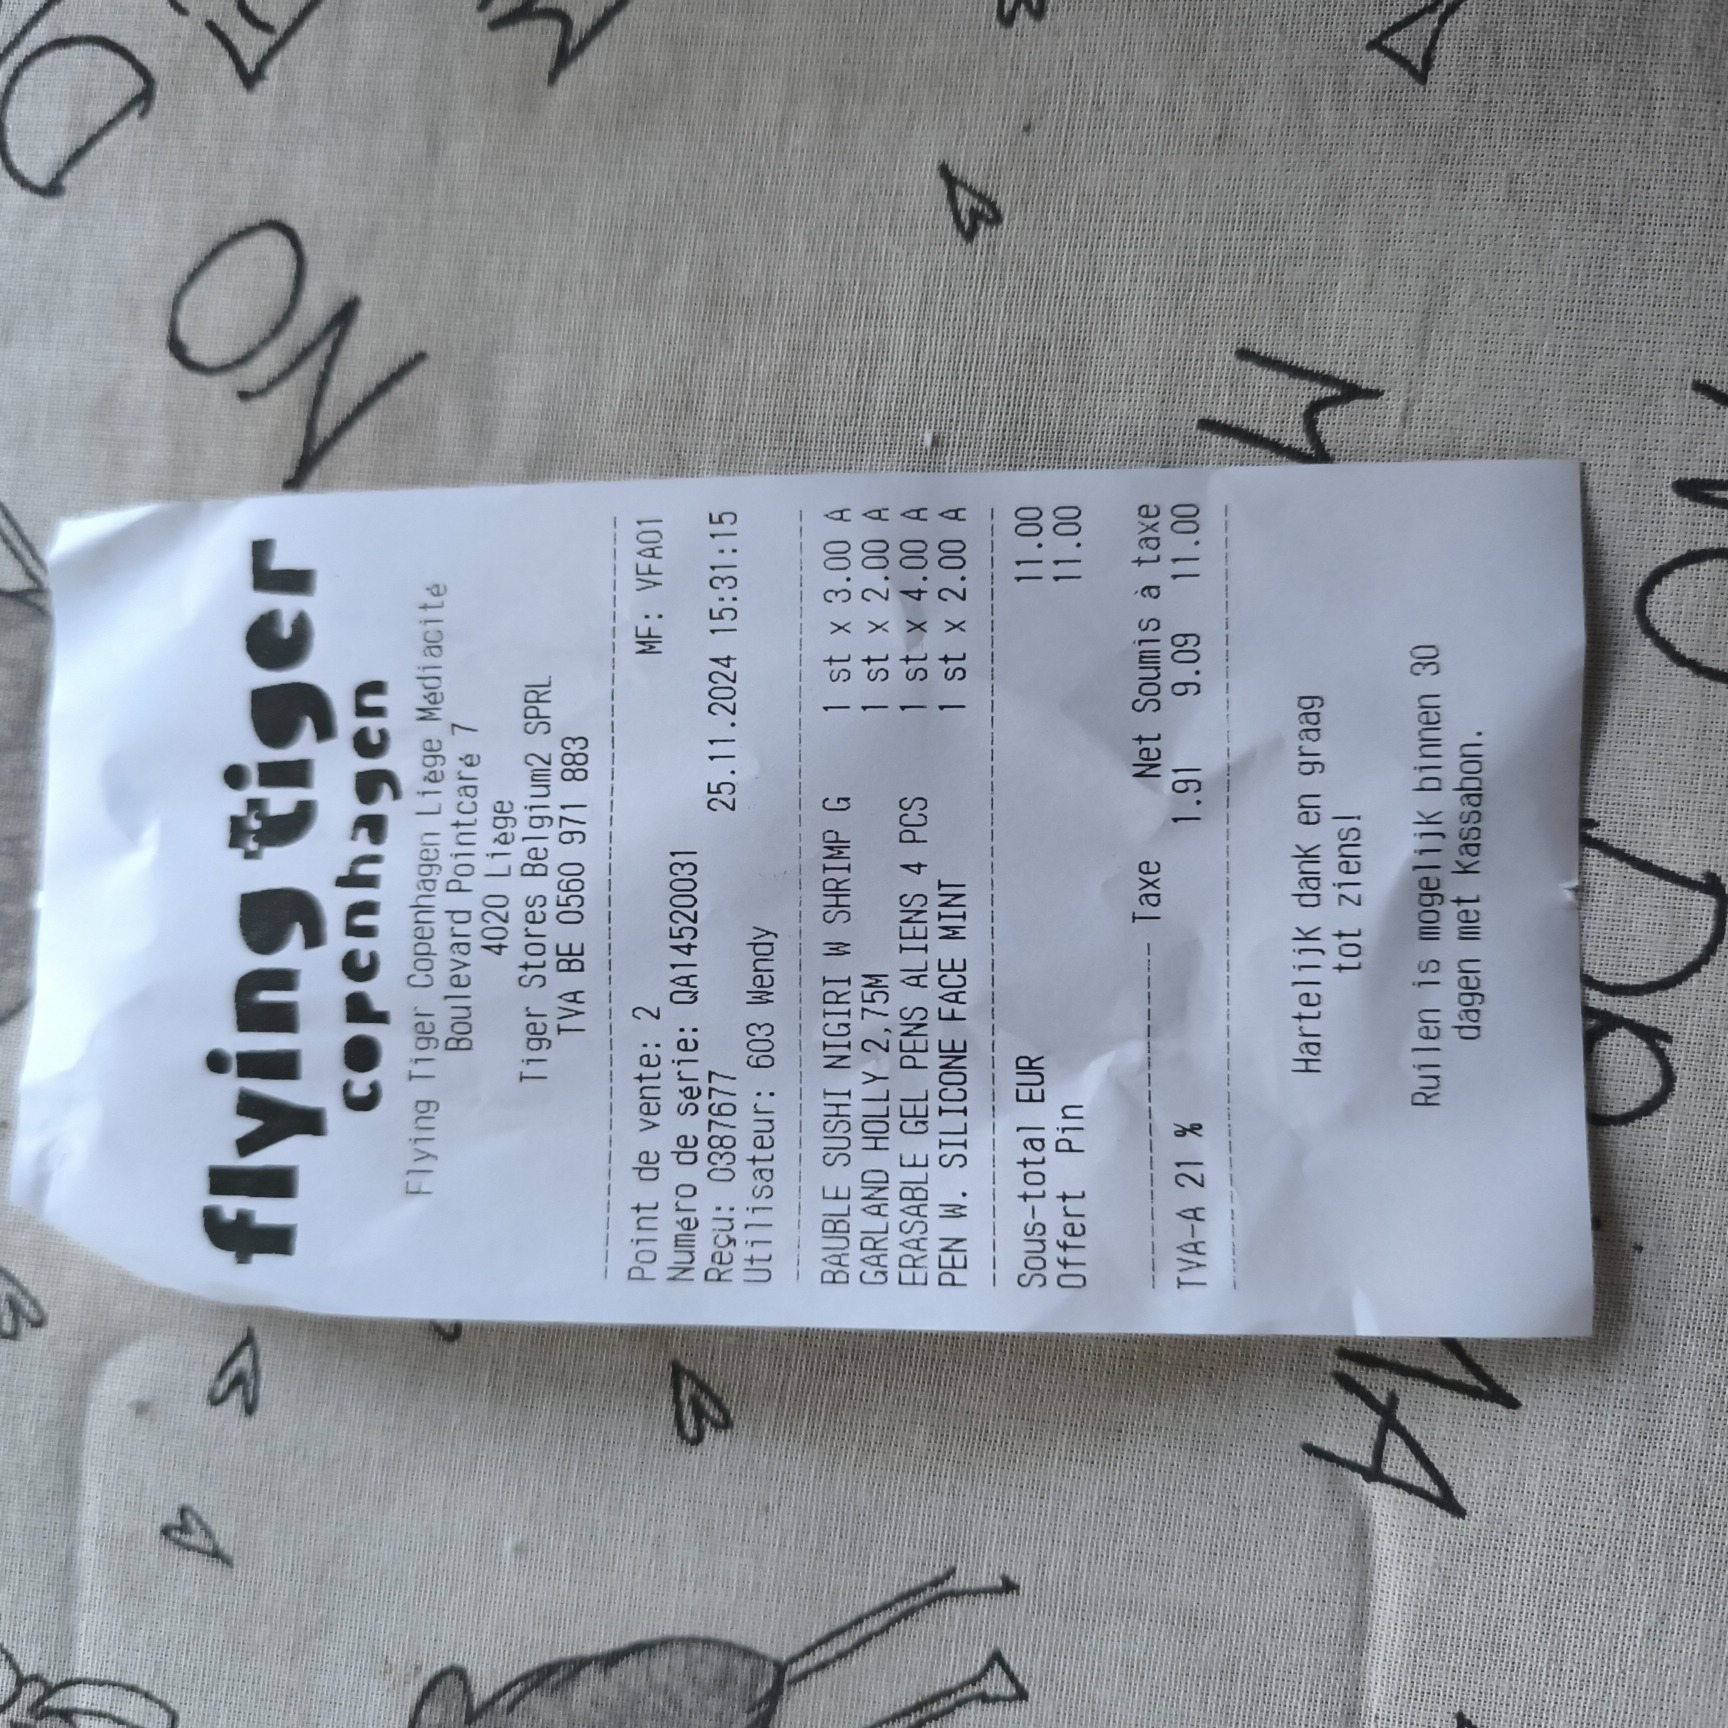 flying tiger
copenhagen
Flying Tiger Copenhagen Liège Médiacité
Boulevard Pointcaré 7
4020 Liège
Tiger Stores Belgium2 SPRL
TVA BE 0560 971 883
Point de vente: 2 MF: VFA01
Numéro de série: QA14520031
Reçu: 0387677 25.11.2024 15:31:15
Utilisateur: 603 Wendy
BAUBLE SUSHI NIGIRI W SHRIMP G 1 st x 3.00 A
GARLAND HOLLY 2,75M 1 st x 2.00 A
ERASABLE GEL PENS ALIENS 4 PCS 1 st x 4.00 A
PEN W. SILICONE FACE MINT 1 st x 2.00 A
Sous-total EUR 11.00
Offert Pin 11.00
Taxe Net Soumis à taxe
TVA-A 21 % 1.91 9.09 11.00
Hartelijk dank en graag
tot ziens!
Ruilen is mogelijk binnen 30
dagen met Kassabon.